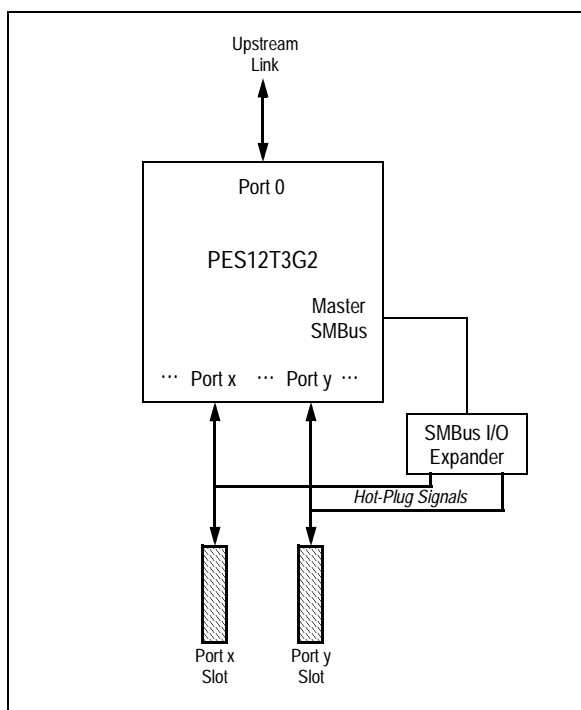 Upstream
Link
Port 0
PES12T3G2
Master
SMBus
··· Port x ··· Port y ···
SMBus I/O
Expander
Hot-Plug Signals
Port x
Slot
Port y
Slot